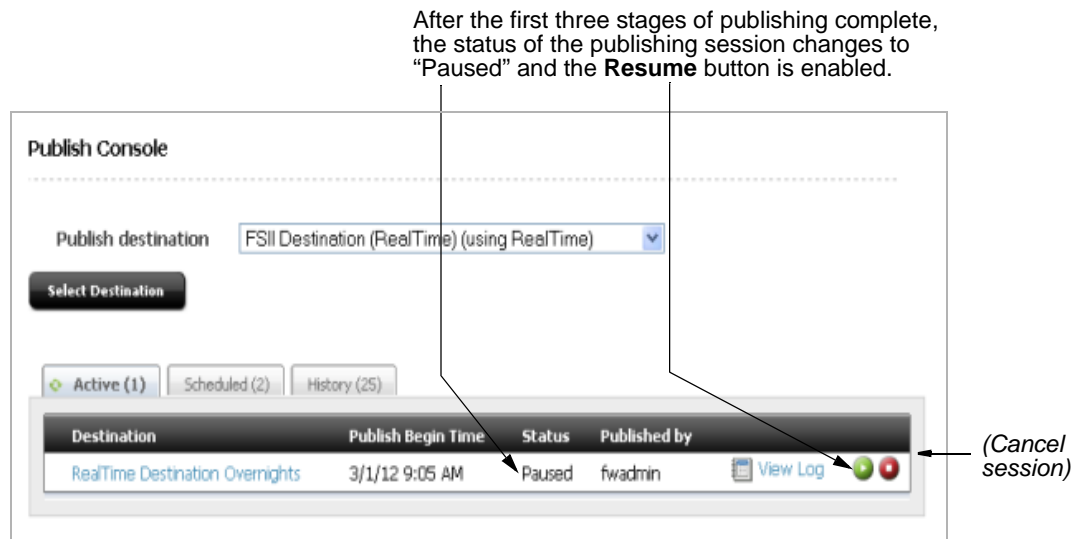 After the first three stages of publishing complete,
the status of the publishing session changes to
“Paused” and the Resume button is enabled.
Publish Console
Publish destination
FSII Destination (RealTime) (using RealTime)
Select Destination
Active (1)
Scheduled (2)
History (25)
Destination Publish Begin Time Status Published by
RealTime Destination Overnights 3/1/12 9:05 AM Paused fwadmin View Log
(Cancel
session)